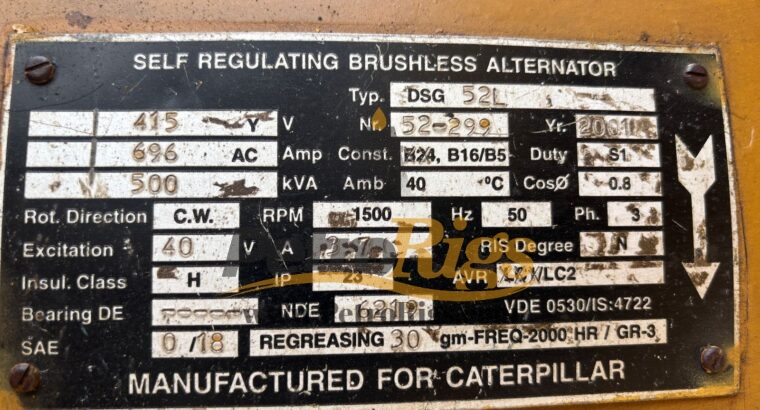 SELF REGULATING BRUSHLESS ALTERNATOR
Typ. DSG 52L
415 Y V Nr. 52-299 Yr. 2001
696 AC Amp Const. B24, B16/B5 Duty S1
500 kVA Amb 40 ºC CosØ 0.8
Rot. Direction C.W. RPM 1500 Hz 50 Ph. 3
Excitation 40 V A RIS Degree N
Insul. Class H IP 23 AVR /LC2
Bearing DE ----- NDE VDE 0530/IS:4722
SAE 0/18 REGREASING 30 gm-FREQ-2000 HR / GR-3
MANUFACTURED FOR CATERPILLAR